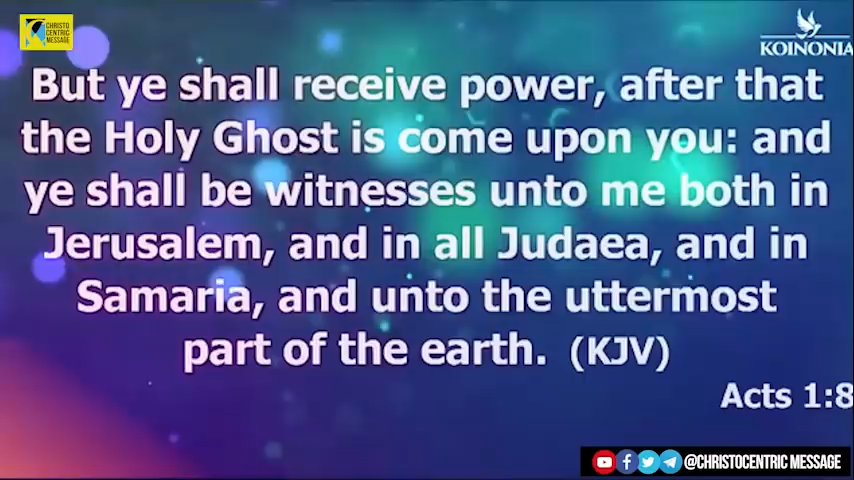 CHRISTO
CENTRIC
MESSAGE
KOINONIA
But ye shall receive power, after that
the Holy Ghost is come upon you: and
ye shall be witnesses unto me both in
Jerusalem, and in all Judaea, and in
Samaria, and unto the uttermost
part of the earth. (KJV)
Acts 1:8
@CHRISTOCENTRIC MESSAGE